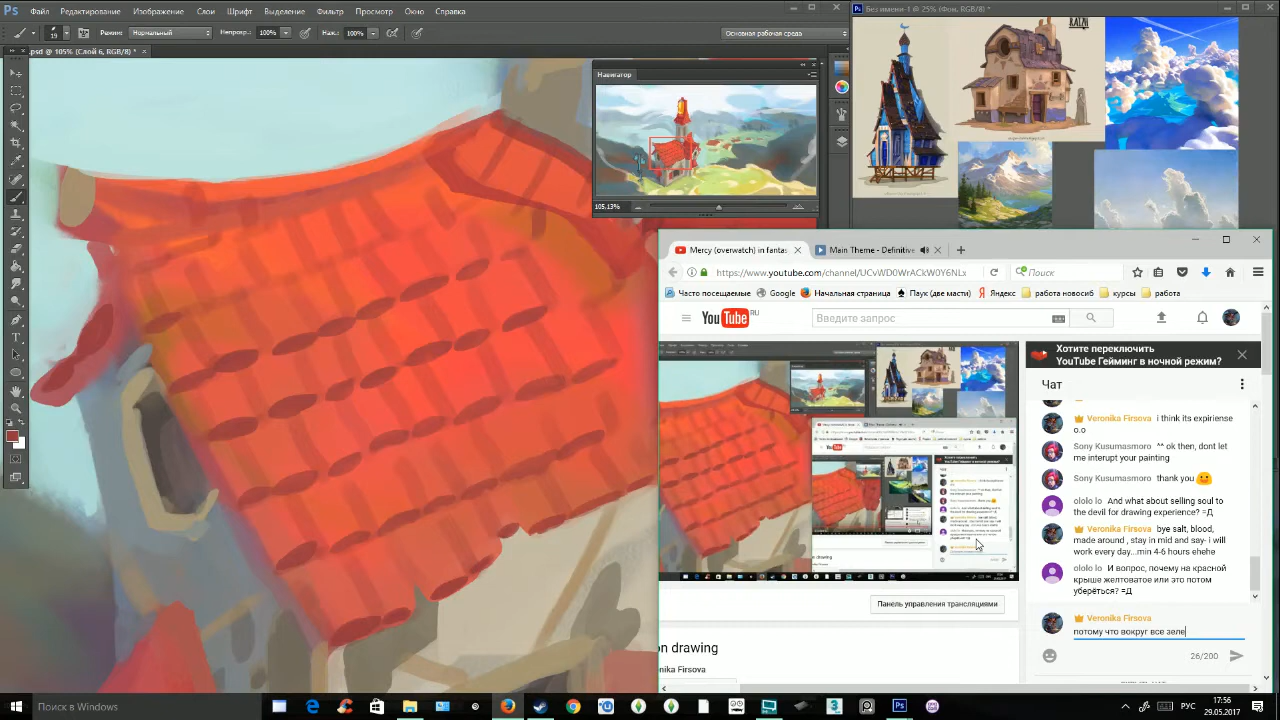 Файл Редактирование Изображение Слои Шрифт Выделение Фильтр Просмотр Окно Справка
Без имени-1 @ 25% (Фон, RGB/8) *
19 Режим: Нормальный Непрозр.: 100% Наж.: 100% Основная рабочая среда
.psd @ 105% (Слой 6, RGB/8) *
Навигатор
105,13%
Mercy (overwatch) in fantas
Main Theme - Definitive
https://www.youtube.com/channel/UCvWD0WrACkW0Y6NLx
Поиск
Часто посещаемые Google Начальная страница Паук (две масти) Яндекс работа новосиб курсы работа
YouTube RU
Введите запрос
Хотите переключить
YouTube Гейминг в ночной режим?
Чат
Veronika Firsova i think its expiriense
o.o
Sony Kusumasmoro ^^ ok then, dont let
me interupt your painting
Sony Kusumasmoro thank you
ololo lo And what about selling soul to
the devil for drawing experience? =Д
Veronika Firsova bye salt, blood,
made around , stay in mid and say- i will
work every day...min 4-6 hours ehehe
ololo lo И вопрос, почему на красной
крыше желтоватое или это потом
уберёться? =Д
Veronika Firsova
потому что вокруг все зеле
26/200
Панель управления трансляциями
on drawing
nika Firsova
Поиск в Windows
РУС
17:56
29.05.2017